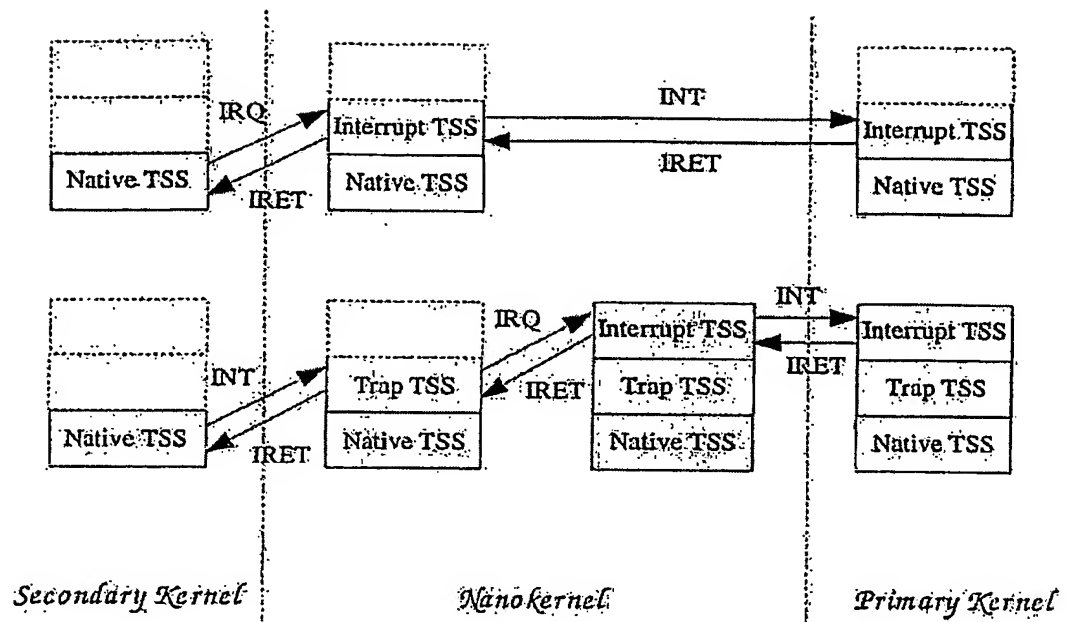 INT
IRQ
Interrupt TSS
Interrupt TSS
IRET
Native TSS
IRET
Native TSS
Native TSS
INT
IRQ
Interrupt TSS
Interrupt TSS
INT
IRET
Trap TSS
IRET
Trap TSS
Trap TSS
Native TSS
IRET
Native TSS
Native TSS
Native TSS
Secondary Kernel
Nanokernel
Primary Kernel